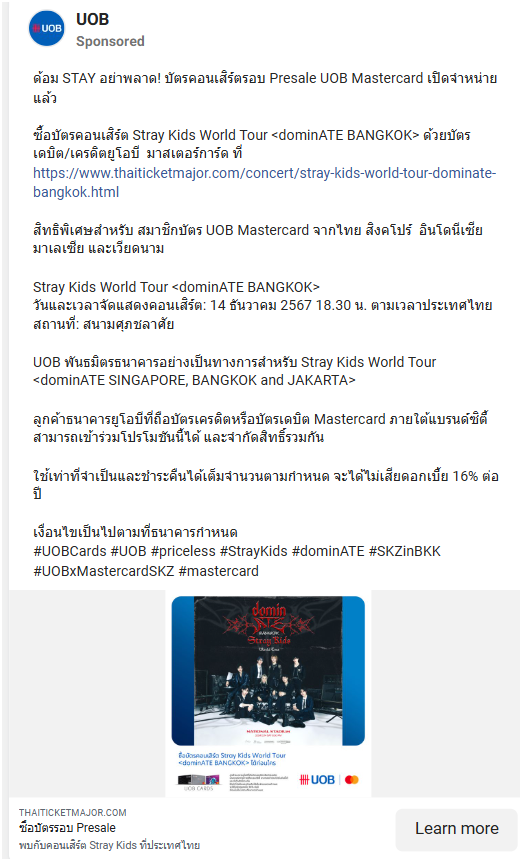 UOB
UOB
Sponsored
ด้อม STAY อย่าพลาด! บัตรคอนเสิร์ตรอบ Presale UOB Mastercard เปิดจำหน่าย
แล้ว
ซื้อบัตรคอนเสิร์ต Stray Kids World Tour <dominATE BANGKOK> ด้วยบัตร
เดบิต/เครดิตยูโอบี มาสเตอร์การ์ด ที่
https://www.thaiticketmajor.com/concert/stray-kids-world-tour-dominate-
bangkok.html
สิทธิพิเศษสำหรับ สมาชิกบัตร UOB Mastercard จากไทย สิงคโปร์ อินโดนีเซีย
มาเลเซีย และเวียดนาม
Stray Kids World Tour <dominATE BANGKOK>
วันและเวลาจัดแสดงคอนเสิร์ต: 14 ธันวาคม 2567 18.30 น. ตามเวลาประเทศไทย
สถานที่: สนามศุภชลาศัย
UOB พันธมิตรธนาคารอย่างเป็นทางการสำหรับ Stray Kids World Tour
<dominATE SINGAPORE, BANGKOK and JAKARTA>
ลูกค้าธนาคารยูโอบีที่ถือบัตรเครดิตหรือบัตรเดบิต Mastercard ภายใต้แบรนด์ซิตี้
สามารถเข้าร่วมโปรโมชันนี้ได้ และจำกัดสิทธิ์รวมกัน
ใช้เท่าที่จำเป็นและชำระคืนได้เต็มจำนวนตามกำหนด จะได้ไม่เสียดอกเบี้ย 16% ต่อ
ปี
เงื่อนไขเป็นไปตามที่ธนาคารกำหนด
#UOBCards #UOB #priceless #StrayKids #dominATE #SKZinBKK
#UOBxMastercardSKZ #mastercard
domin
ATE
BANGKOK
Stray Kids
World Tour
NATIONAL STADIUM
ซื้อบัตรคอนเสิร์ต Stray Kids World Tour
<dominATE BANGKOK> ได้ก่อนใคร
UOB CARDS
UOB
THAITICKETMAJOR.COM
ซื้อบัตรรอบ Presale
พบกับคอนเสิร์ต Stray Kids ที่ประเทศไทย
Learn more